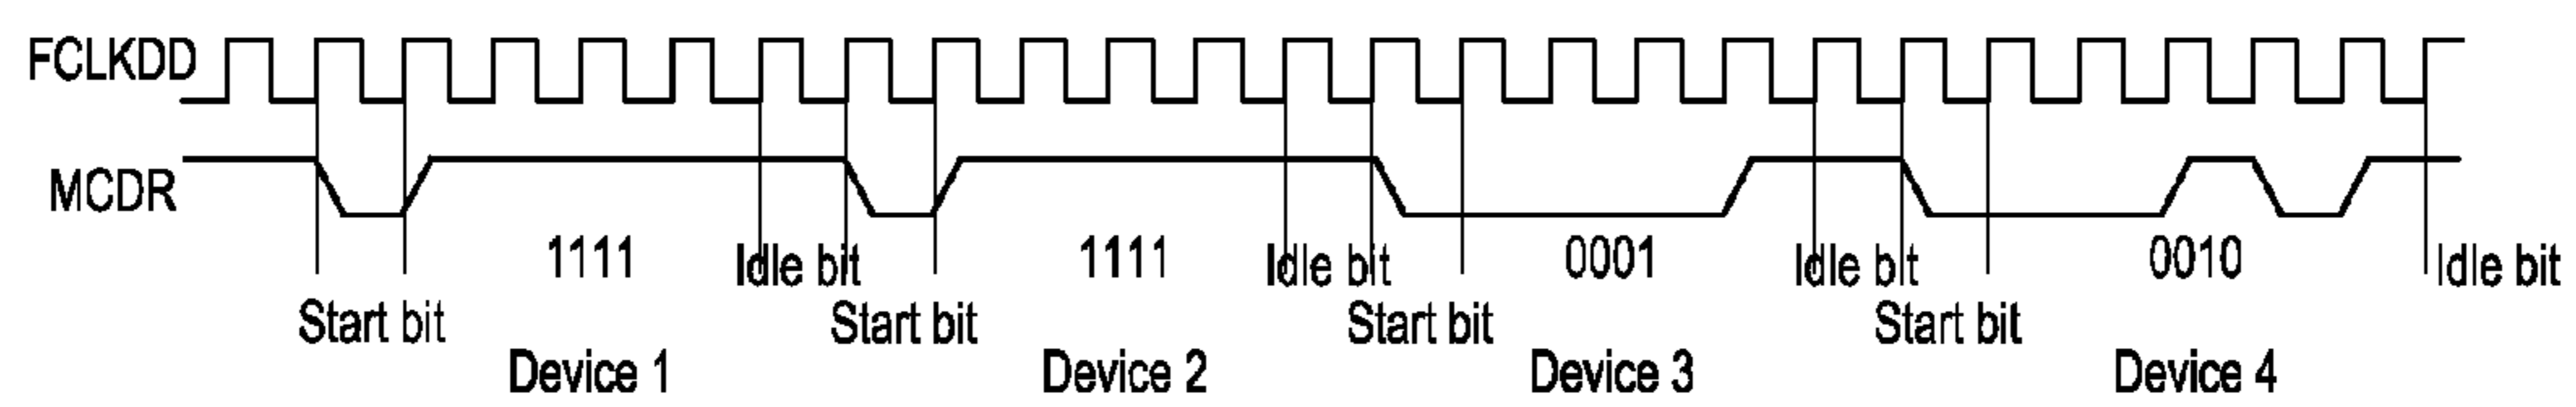 FCLKDD
MCDR
1111 Idle bit 1111 Idle bit 0001 Idle bit 0010 Idle bit
Start bit Start bit Start bit Start bit
Device 1 Device 2 Device 3 Device 4